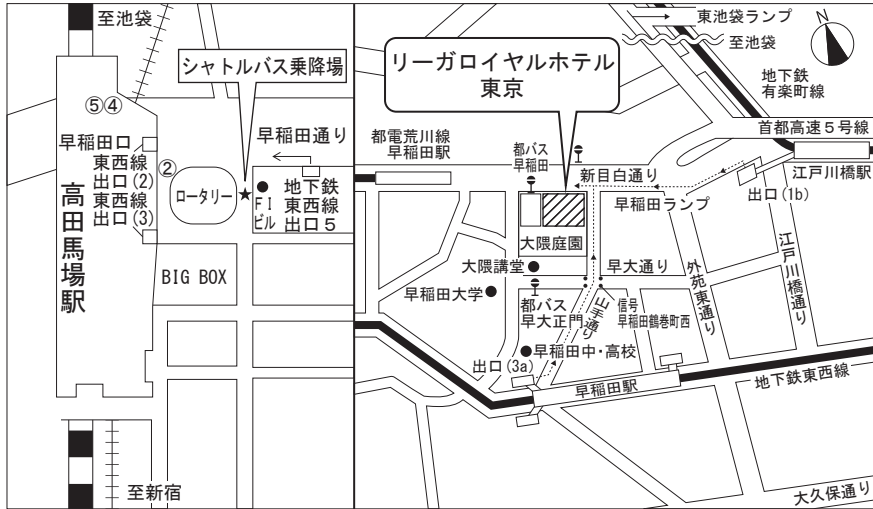 至池袋
シャトルバス乗降場
⑤④
早稲田口
東西線
出口(2)
東西線
出口(3)
②
ロータリー
★
早稲田通り
FI
ビル
地下鉄
東西線
出口5
高田馬場駅
BIG BOX
至新宿
リーガロイヤルホテル
東京
東池袋ランプ
至池袋
N
地下鉄
有楽町線
首都高速5号線
都電荒川線
早稲田駅
都バス
早稲田
新目白通り
江戸川橋駅
出口(1b)
早稲田ランプ
大隈庭園
大隈講堂
早大通り
外苑東通り
江戸川橋通り
早稲田大学
都バス
早大正門
山手通り
信号
早稲田鶴巻町西
早稲田中・高校
出口(3a)
早稲田駅
地下鉄東西線
大久保通り